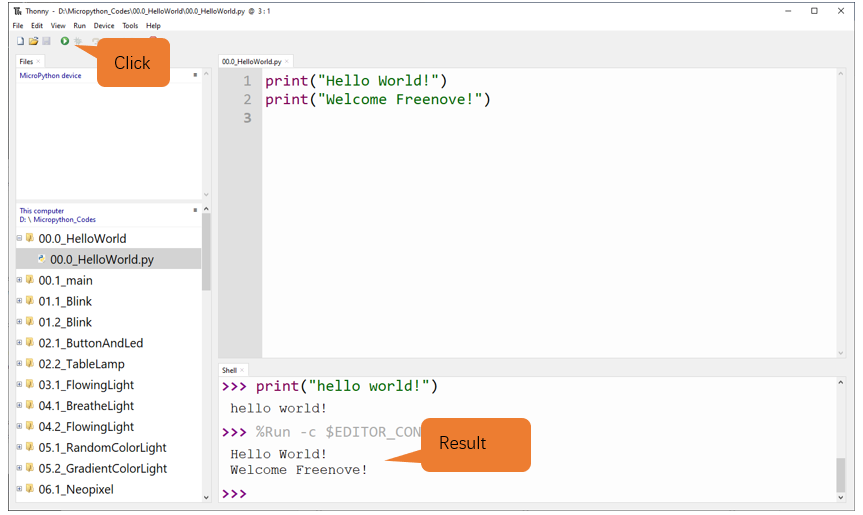 Thonny - D:\Micropython_Codes\00.0_HelloWorld\00.0_HelloWorld.py @ 3 : 1
File Edit View Run Device Tools Help
Click
Files
MicroPython device
This computer
D: \ Micropython_Codes
00.0_HelloWorld
00.0_HelloWorld.py
00.1_main
01.1_Blink
01.2_Blink
02.1_ButtonAndLed
02.2_TableLamp
03.1_FlowingLight
04.1_BreatheLight
04.2_FlowingLight
05.1_RandomColorLight
05.2_GradientColorLight
06.1_Neopixel
00.0_HelloWorld.py
1 print("Hello World!")
2 print("Welcome Freenove!")
3
Shell
>>> print("hello world!")
hello world!
>>> %Run -c $EDITOR_CON
Hello World!
Welcome Freenove!
>>>
Result